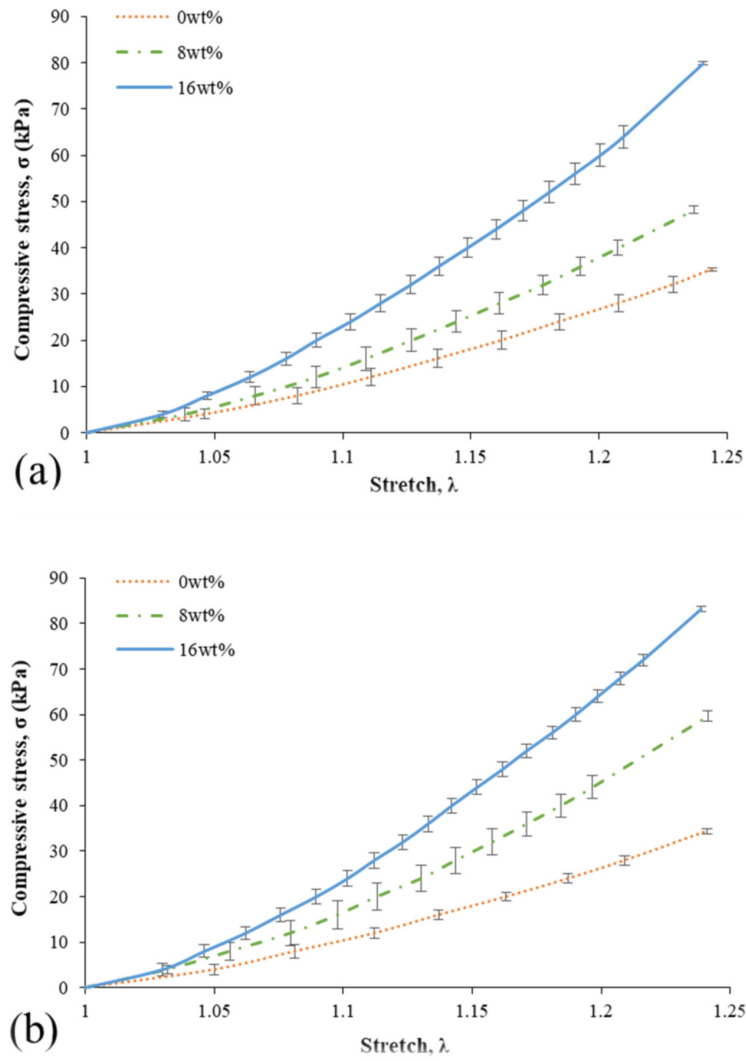 90
80
70
60
50
40
30
20
10
0
Compressive stress, σ (kPa)
0wt%
8wt%
16wt%
1
1.05
1.1
1.15
1.2
1.25
Stretch, λ
(a)
90
80
70
60
50
40
30
20
10
0
Compressive stress, σ (kPa)
0wt%
8wt%
16wt%
1
1.05
1.1
1.15
1.2
1.25
Stretch, λ
(b)